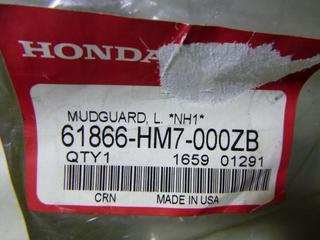 HONDA
MUDGUARD, L. *NH1*
61866-HM7-000ZB
QTY1 1659 01291
CRN MADE IN USA